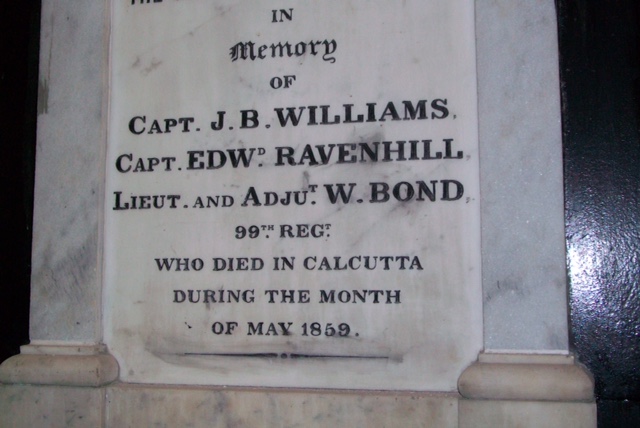 IN
Memory
OF
CAPT. J. B. WILLIAMS,
CAPT. EDWD. RAVENHILL
LIEUT. AND ADJUT. W. BOND,
99TH. REGT.
WHO DIED IN CALCUTTA
DURING THE MONTH
OF MAY 1859.